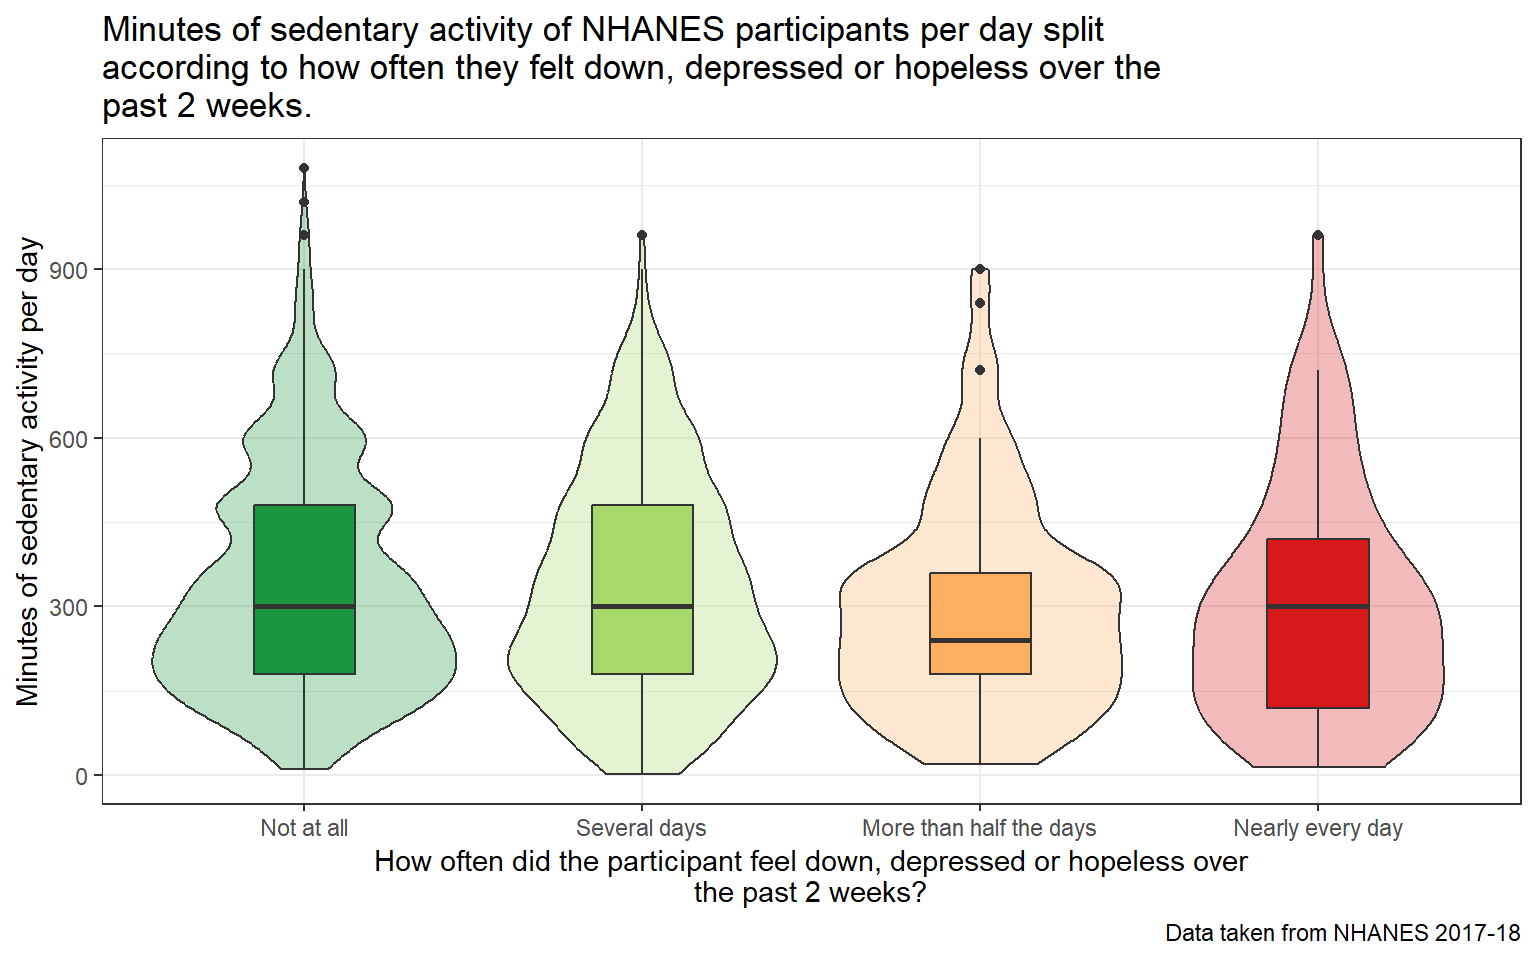 Minutes of sedentary activity of NHANES participants per day split
according to how often they felt down, depressed or hopeless over the
past 2 weeks.
Minutes of sedentary activity per day
900
600
300
0
Not at all
Several days
More than half the days
Nearly every day
How often did the participant feel down, depressed or hopeless over
the past 2 weeks?
Data taken from NHANES 2017-18